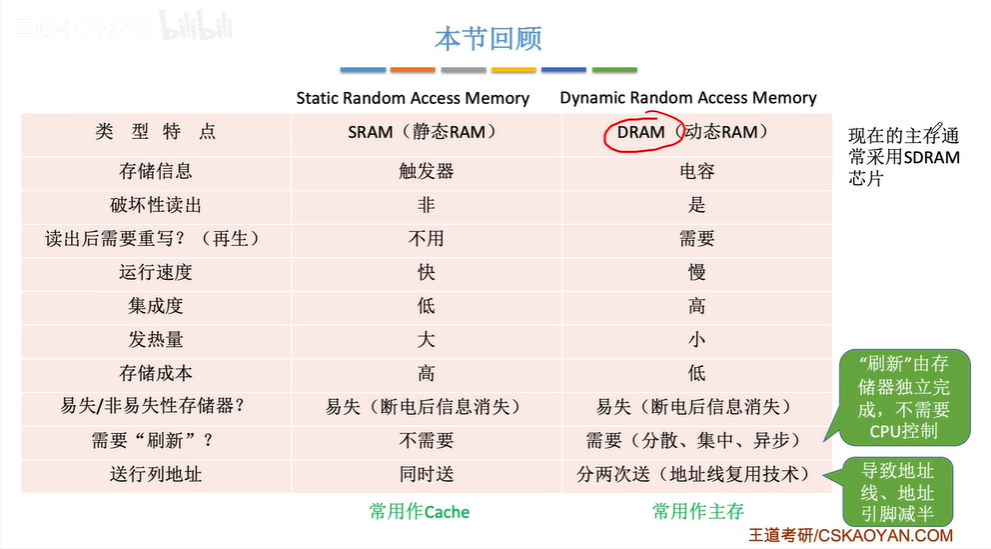 bilibili
本节回顾
Static Random Access Memory Dynamic Random Access Memory
类 型 特 点 SRAM（静态RAM） DRAM（动态RAM）
存储信息 触发器 电容
破坏性读出 非 是
读出后需要重写？（再生） 不用 需要
运行速度 快 慢
集成度 低 高
发热量 大 小
存储成本 高 低
易失/非易失性存储器？ 易失（断电后信息消失） 易失（断电后信息消失）
需要“刷新”？ 不需要 需要（分散、集中、异步）
送行列地址 同时送 分两次送（地址线复用技术）
常用作Cache 常用作主存
现在的主存通
常采用SDRAM
芯片
“刷新”由存
储器独立完
成，不需要
CPU控制
导致地址
线、地址
引脚减半
王道考研/CSKAOYAN.COM